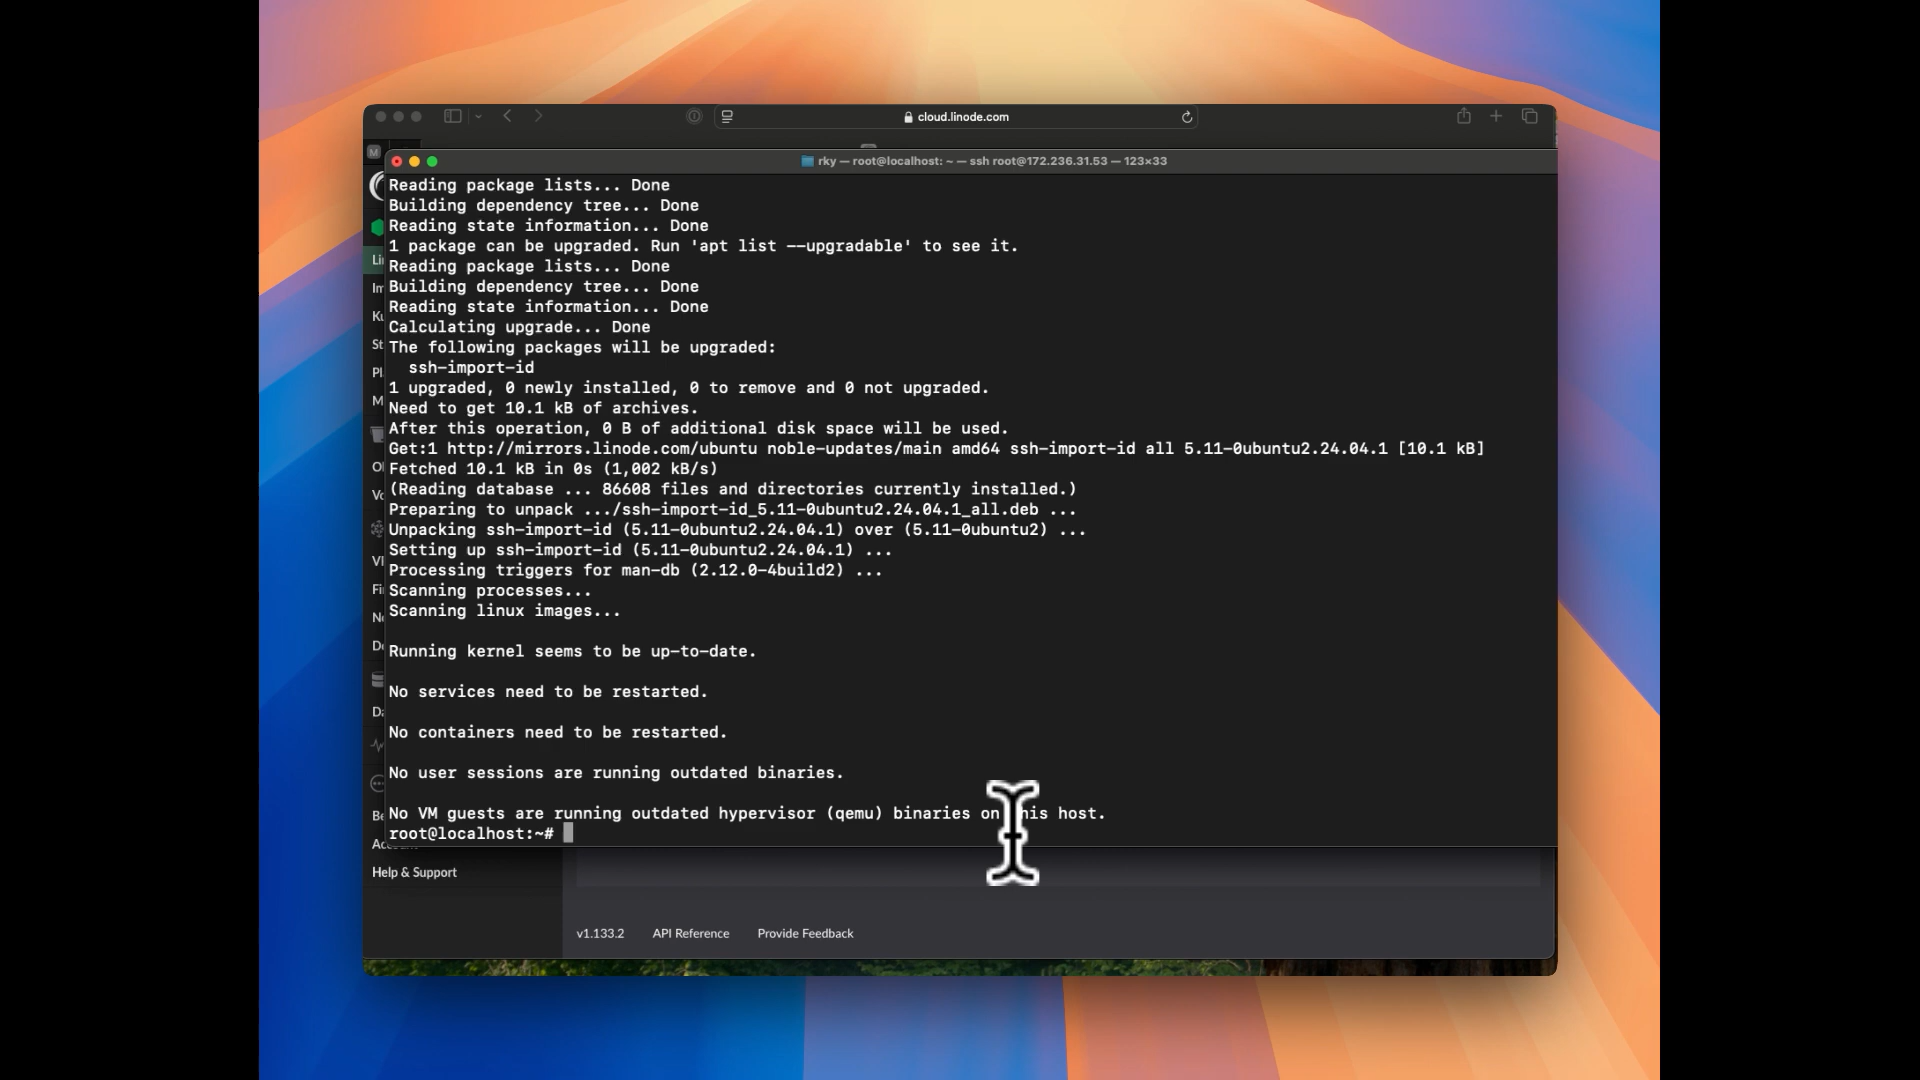 cloud.linode.com
M
rky — root@localhost: ~ — ssh root@172.236.31.53 — 123×33
Reading package lists... Done
Building dependency tree... Done
Reading state information... Done
1 package can be upgraded. Run 'apt list --upgradable' to see it.
Reading package lists... Done
Building dependency tree... Done
Reading state information... Done
Calculating upgrade... Done
The following packages will be upgraded:
ssh-import-id
1 upgraded, 0 newly installed, 0 to remove and 0 not upgraded.
Need to get 10.1 kB of archives.
After this operation, 0 B of additional disk space will be used.
Get:1 http://mirrors.linode.com/ubuntu noble-updates/main amd64 ssh-import-id all 5.11-0ubuntu2.24.04.1 [10.1 kB]
Fetched 10.1 kB in 0s (1,002 kB/s)
(Reading database ... 86608 files and directories currently installed.)
Preparing to unpack .../ssh-import-id_5.11-0ubuntu2.24.04.1_all.deb ...
Unpacking ssh-import-id (5.11-0ubuntu2.24.04.1) over (5.11-0ubuntu2) ...
Setting up ssh-import-id (5.11-0ubuntu2.24.04.1) ...
Processing triggers for man-db (2.12.0-4build2) ...
Scanning processes...
Scanning linux images...
Running kernel seems to be up-to-date.
No services need to be restarted.
No containers need to be restarted.
No user sessions are running outdated binaries.
No VM guests are running outdated hypervisor (qemu) binaries on this host.
root@localhost:~#
Help & Support
v1.133.2 API Reference Provide Feedback